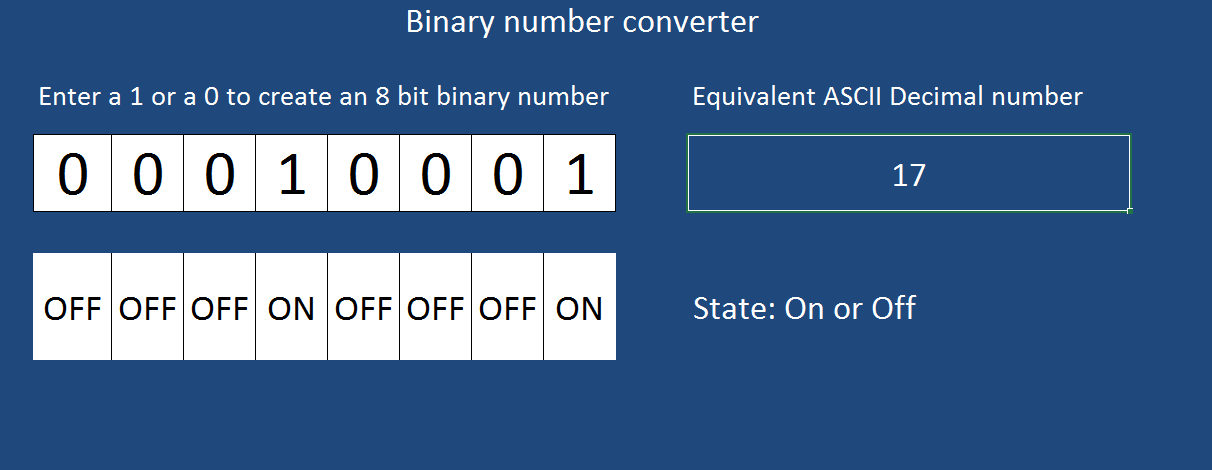 Binary number converter
Enter a 1 or a 0 to create an 8 bit binary number
Equivalent ASCII Decimal number
0 0 0 1 0 0 0 1
17
OFF OFF OFF ON OFF OFF OFF ON
State: On or Off